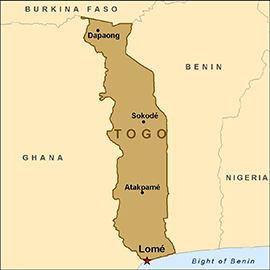 BURKINA FASO
Dapaong
BENIN
Sokodé
TOGO
GHANA
NIGERIA
Atakpamé
Lomé
Bight of Benin